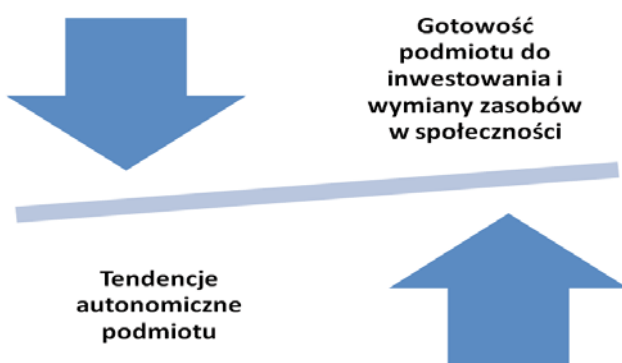 Gotowość
podmiotu do
inwestowania i
wymiany zasobów
w społeczności
Tendencje
autonomiczne
podmiotu